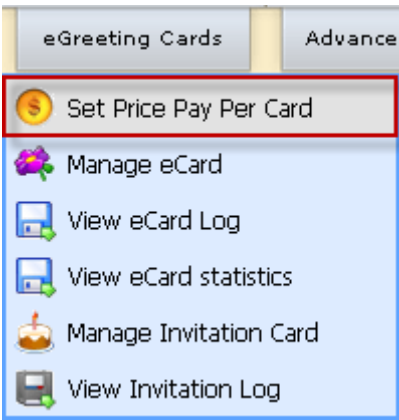 eGreeting Cards Advance
Set Price Pay Per Card
Manage eCard
View eCard Log
View eCard statistics
Manage Invitation Card
View Invitation Log